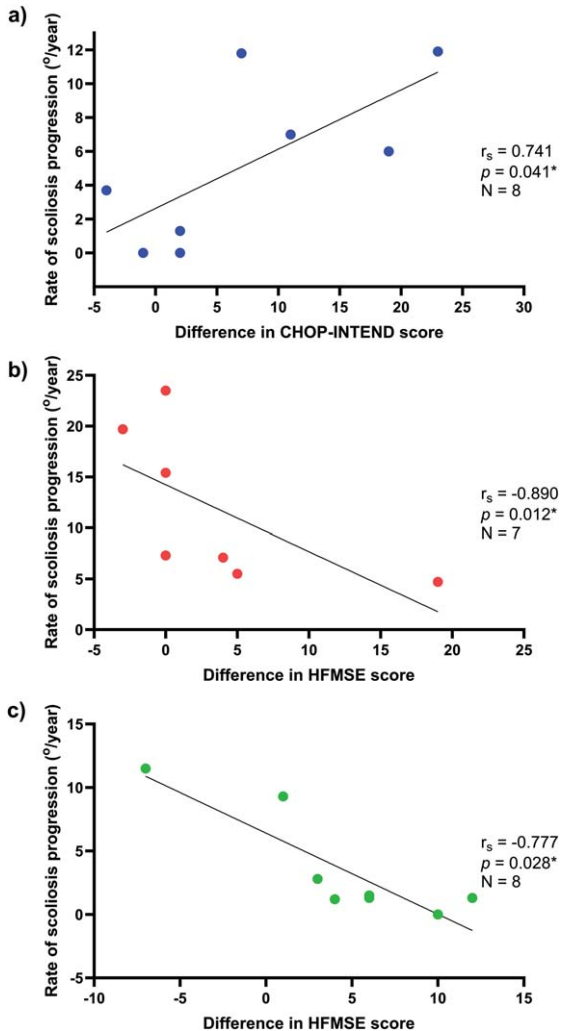 a)
Rate of scoliosis progression (⁰/year)
12
10
8
6
4
2
0
-5
0
5
10
15
20
25
30
Difference in CHOP-INTEND score
rs = 0.741
p = 0.041*
N = 8
b)
Rate of scoliosis progression (⁰/year)
25
20
15
10
5
0
-5
0
5
10
15
20
25
Difference in HFMSE score
rs = -0.890
p = 0.012*
N = 7
c)
Rate of scoliosis progression (⁰/year)
15
10
5
0
-5
-10
-5
0
5
10
15
Difference in HFMSE score
rs = -0.777
p = 0.028*
N = 8